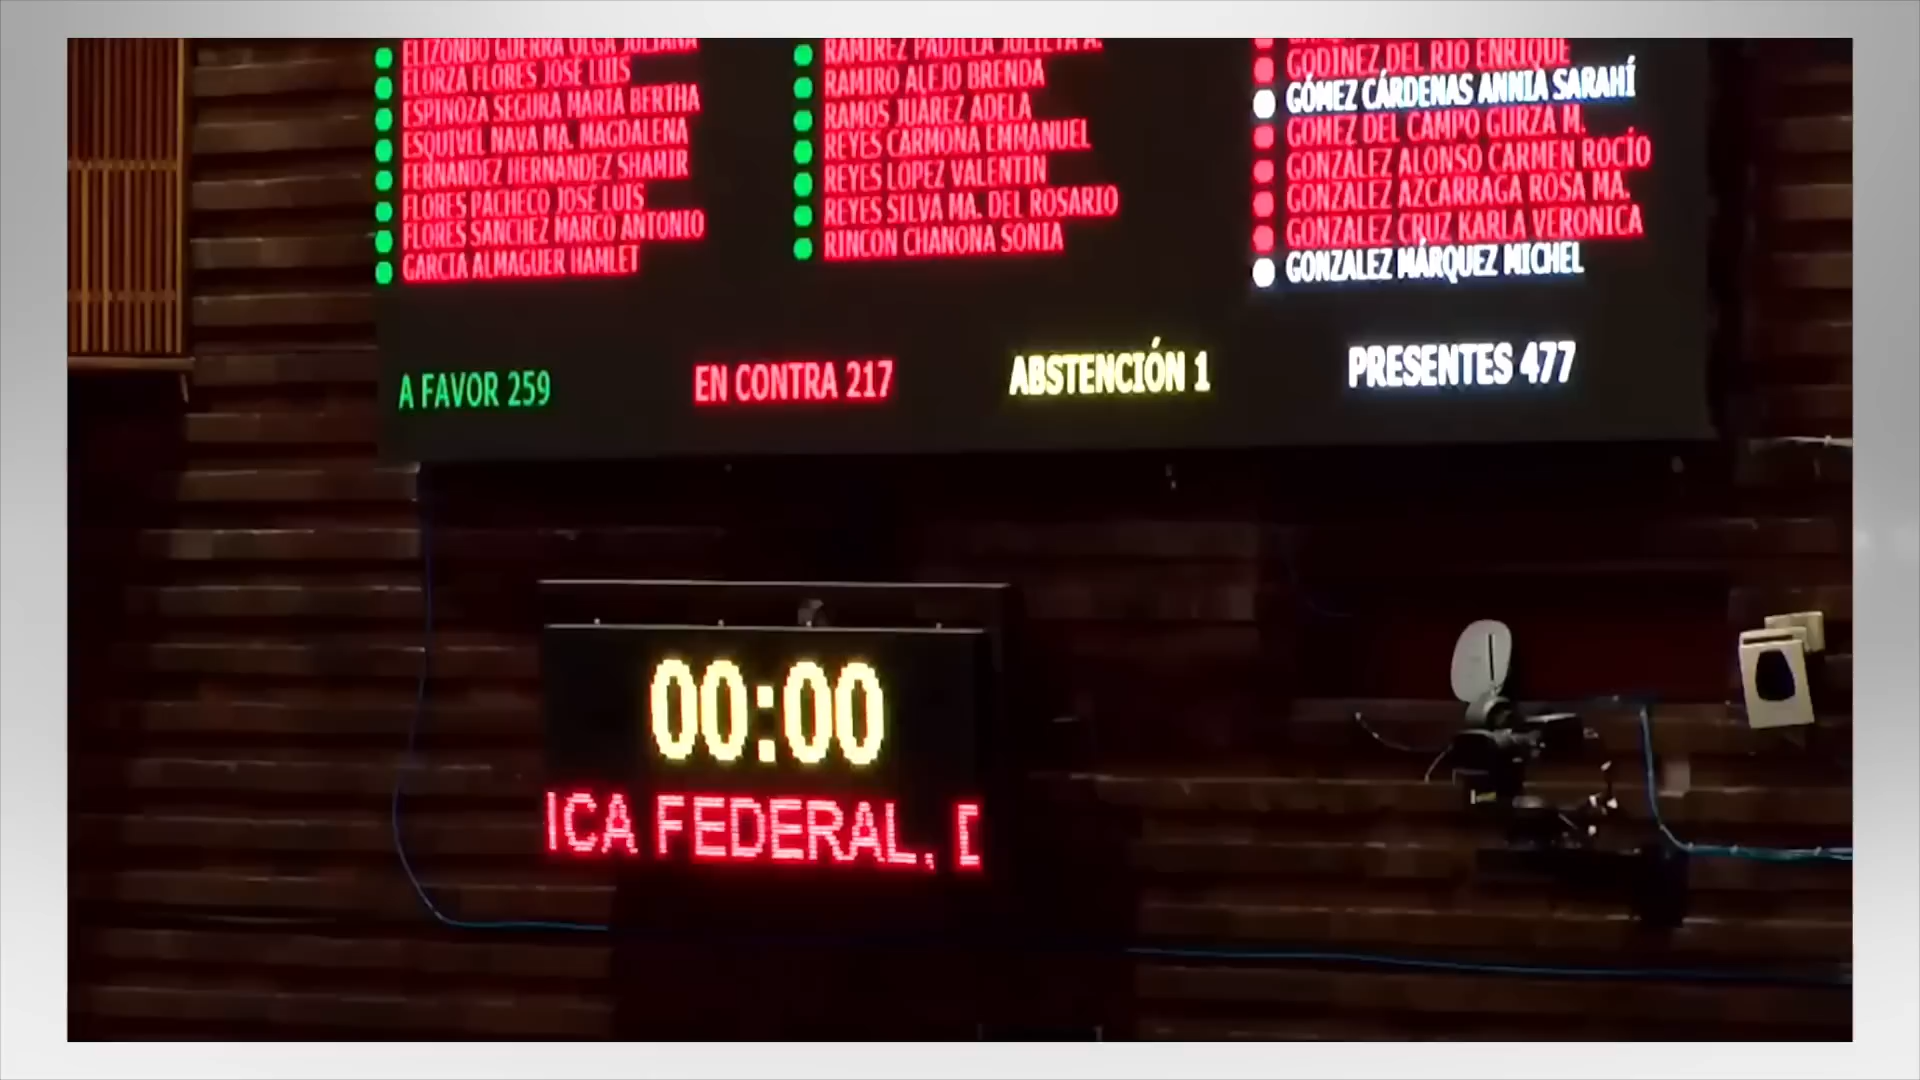 ELIZONDO GUERRA OLGA JULIANA
ELORZA FLORES JOSÉ LUIS
ESPINOZA SEGURA MARIA BERTHA
ESQUIVEL NAVA MA. MAGDALENA
FERNANDEZ HERNANDEZ SHAMIR
FLORES PACHECO JOSÉ LUIS
FLORES SANCHEZ MARCO ANTONIO
GARCIA ALMAGUER HAMLET
RAMIREZ PADILLA JULIETA A.
RAMIRO ALEJO BRENDA
RAMOS JUÁREZ ADELA
REYES CARMONA EMMANUEL
REYES LOPEZ VALENTIN
REYES SILVA MA. DEL ROSARIO
RINCON CHANONA SONIA
GODINEZ DEL RIO ENRIQUE
GÓMEZ CÁRDENAS ANNIA SARAHÍ
GOMEZ DEL CAMPO GURZA M.
GONZÁLEZ ALONSO CARMEN ROCÍO
GONZALEZ AZCARRAGA ROSA MA.
GONZALEZ CRUZ KARLA VERONICA
GONZALEZ MÁRQUEZ MICHEL
A FAVOR 259
EN CONTRA 217
ABSTENCIÓN 1
PRESENTES 477
00:00
ICA FEDERAL, D